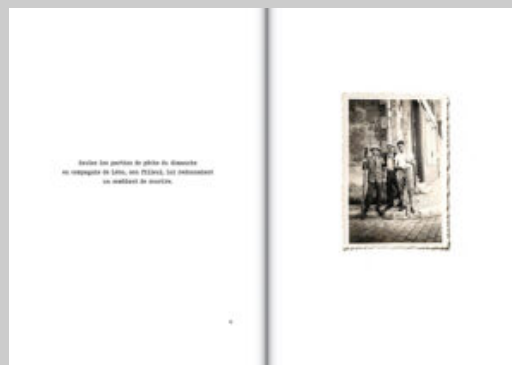 Seules les parties de pêche du dimanche
en compagnie de Léon, son filleul, lui redonnaient
un semblant de sourire.